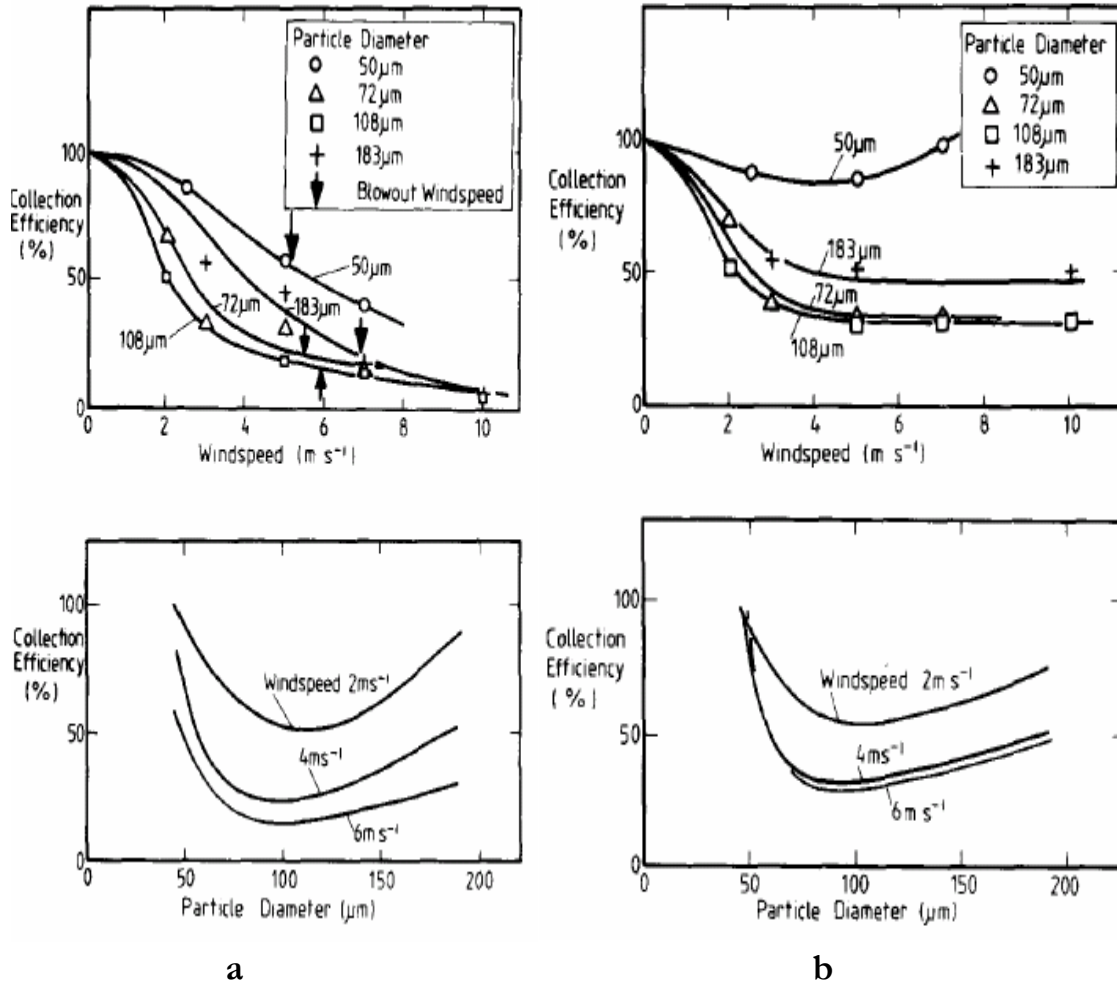 Particle Diameter
50µm
72µm
108µm
183µm
Blowout Windspeed
100
50
0
Collection
Efficiency
(%)
50µm
72µm
183µm
108µm
0 2 4 6 8 10
Windspeed (m s⁻¹)
Particle Diameter
50µm
72µm
108µm
183µm
100
50
0
Collection
Efficiency
(%)
50µm
183µm
72µm
108µm
0 2 4 6 8 10
Windspeed (m s⁻¹)
100
50
0
Collection
Efficiency
(%)
Windspeed 2ms⁻¹
4ms⁻¹
6ms⁻¹
0 50 100 150 200
Particle Diameter (µm)
100
50
0
Collection
Efficiency
(%)
Windspeed 2m s⁻¹
4ms⁻¹
6m s⁻¹
0 50 100 150 200
Particle Diameter (µm)
a
b